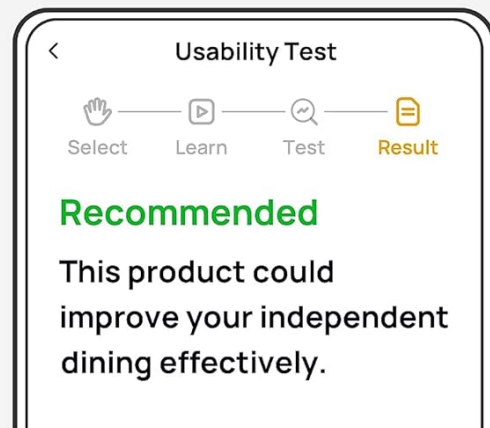 Usability Test
Select Learn Test Result
Recommended
This product could
improve your independent
dining effectively.